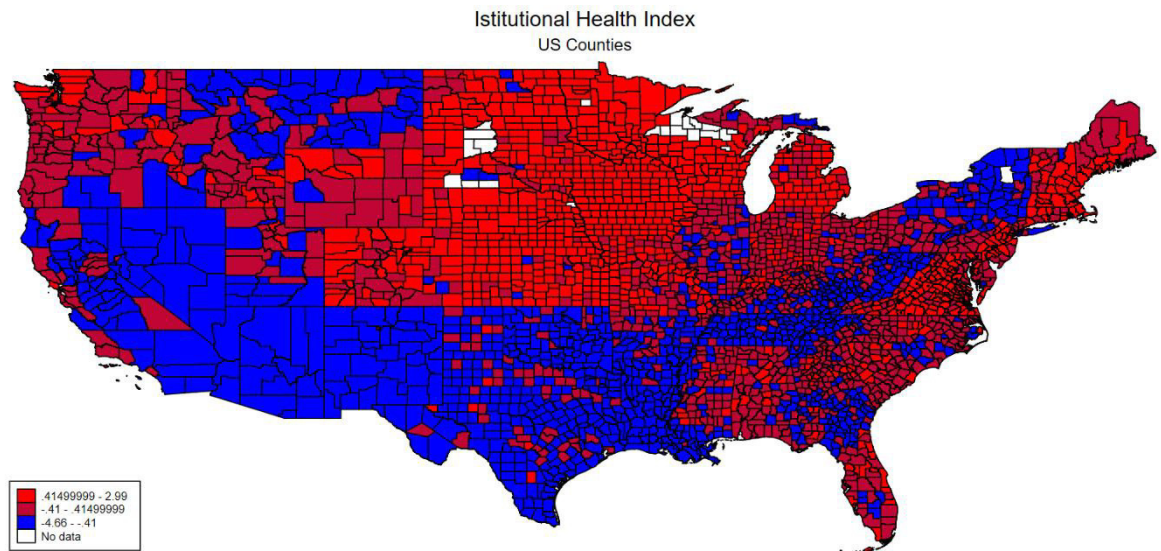 Istitutional Health Index
US Counties
.41499999 - 2.99
-.41 - .41499999
-4.66 - -.41
No data